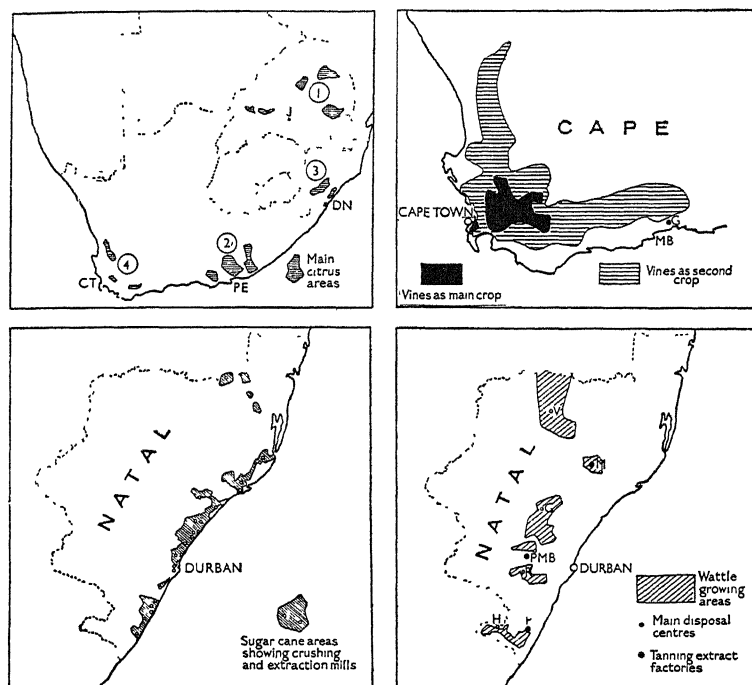 1
J
3
DN
2
4
CT
PE
Main
citrus
areas
CAPE
CAPE TOWN
G
MB
Vines as main crop
Vines as second
crop
NATAL
DURBAN
Sugar cane areas
showing crushing
and extraction mills
NATAL
V
M
PMB
DURBAN
H
Wattle
growing
areas
Main disposal
centres
Tanning extract
factories